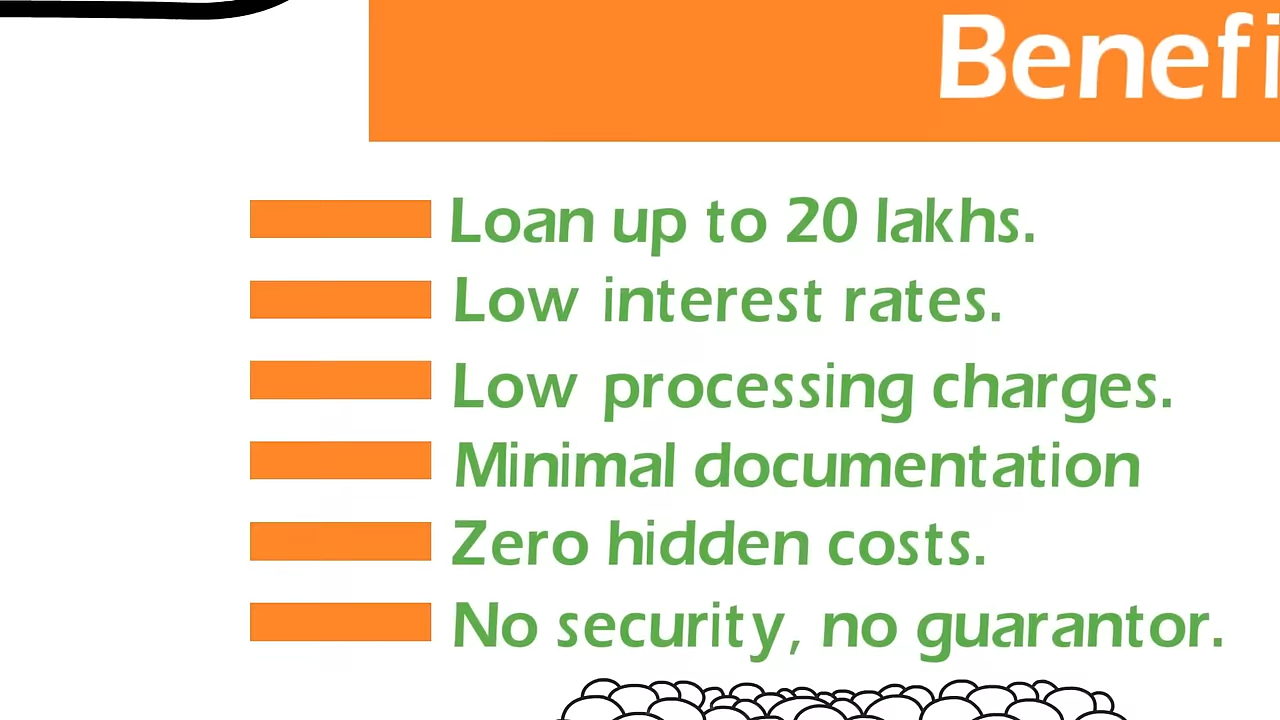 Benefi
Loan up to 20 lakhs.
Low interest rates.
Low processing charges.
Minimal documentation
Zero hidden costs.
No security, no guarantor.